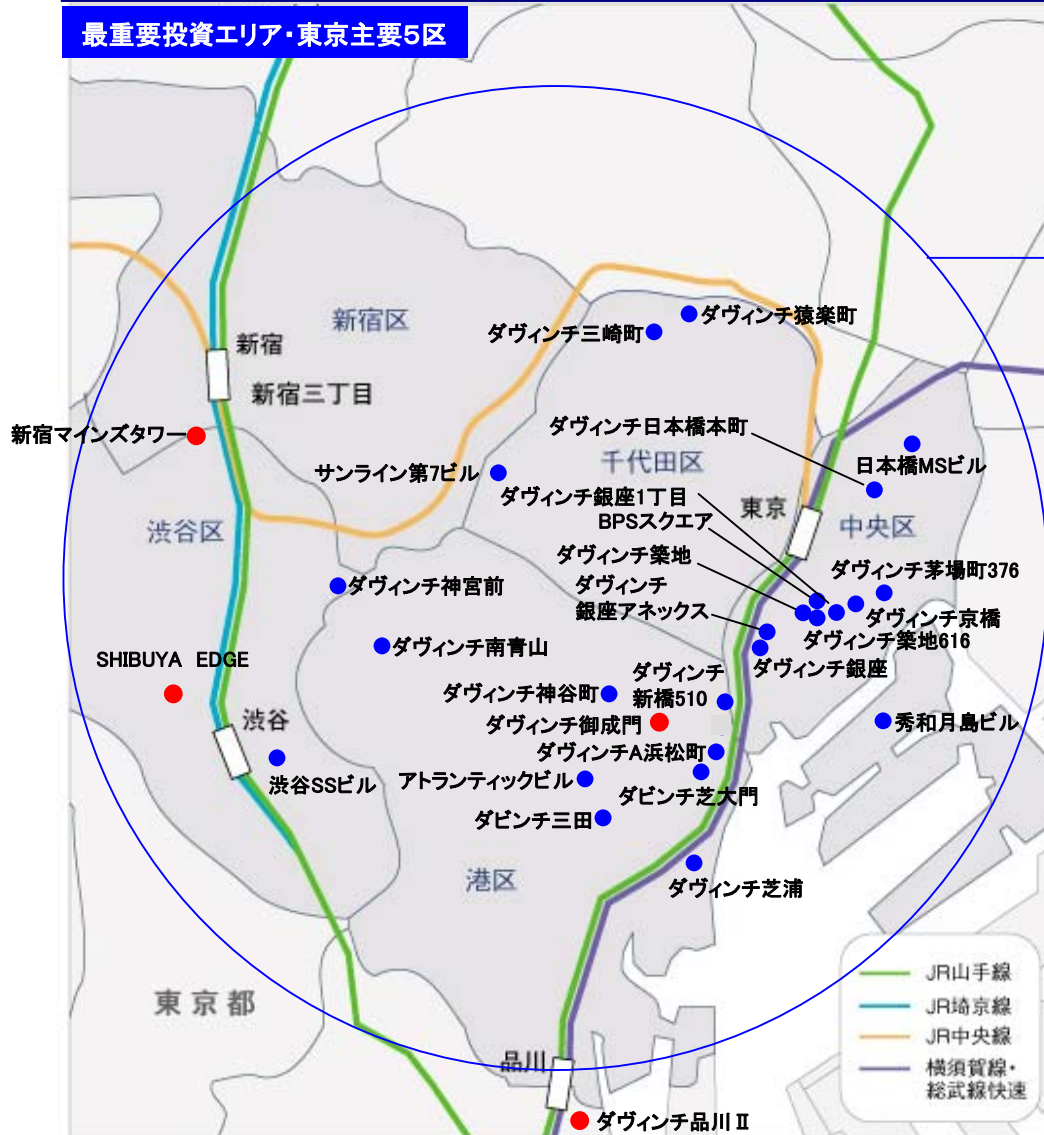 最重要投資エリア・東京主要5区
新宿区
ダヴィンチ猿楽町
ダヴィンチ三崎町
新宿
新宿三丁目
ダヴィンチ日本橋本町
新宿マインズタワー
日本橋MSビル
千代田区
サンライン第7ビル
ダヴィンチ銀座1丁目
東京
BPSスクエア
中央区
渋谷区
ダヴィンチ築地
ダヴィンチ茅場町376
ダヴィンチ神宮前
ダヴィンチ
銀座アネックス
ダヴィンチ京橋
ダヴィンチ築地616
ダヴィンチ南青山
ダヴィンチ銀座
SHIBUYA EDGE
ダヴィンチ
新橋510
ダヴィンチ神谷町
渋谷
ダヴィンチ御成門
秀和月島ビル
ダヴィンチA浜松町
渋谷SSビル
アトランティックビル
ダビンチ芝大門
ダビンチ三田
港区
ダヴィンチ芝浦
JR山手線
東京都
JR埼京線
JR中央線
横須賀線・
総武線快速
品川
ダヴィンチ品川Ⅱ